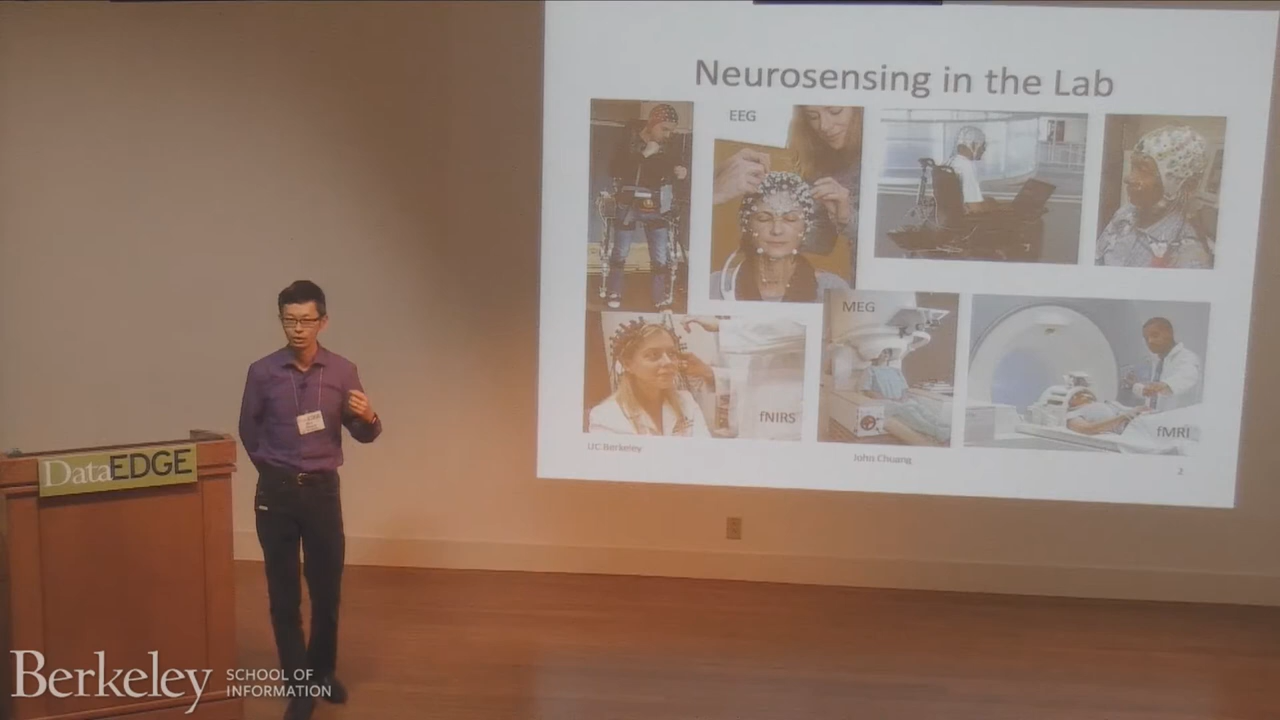 Neurosensing in the Lab
EEG
MEG
fNIRS
fMRI
UC Berkeley
John Chuang
2
DataEDGE
Berkeley SCHOOL OF
INFORMATION